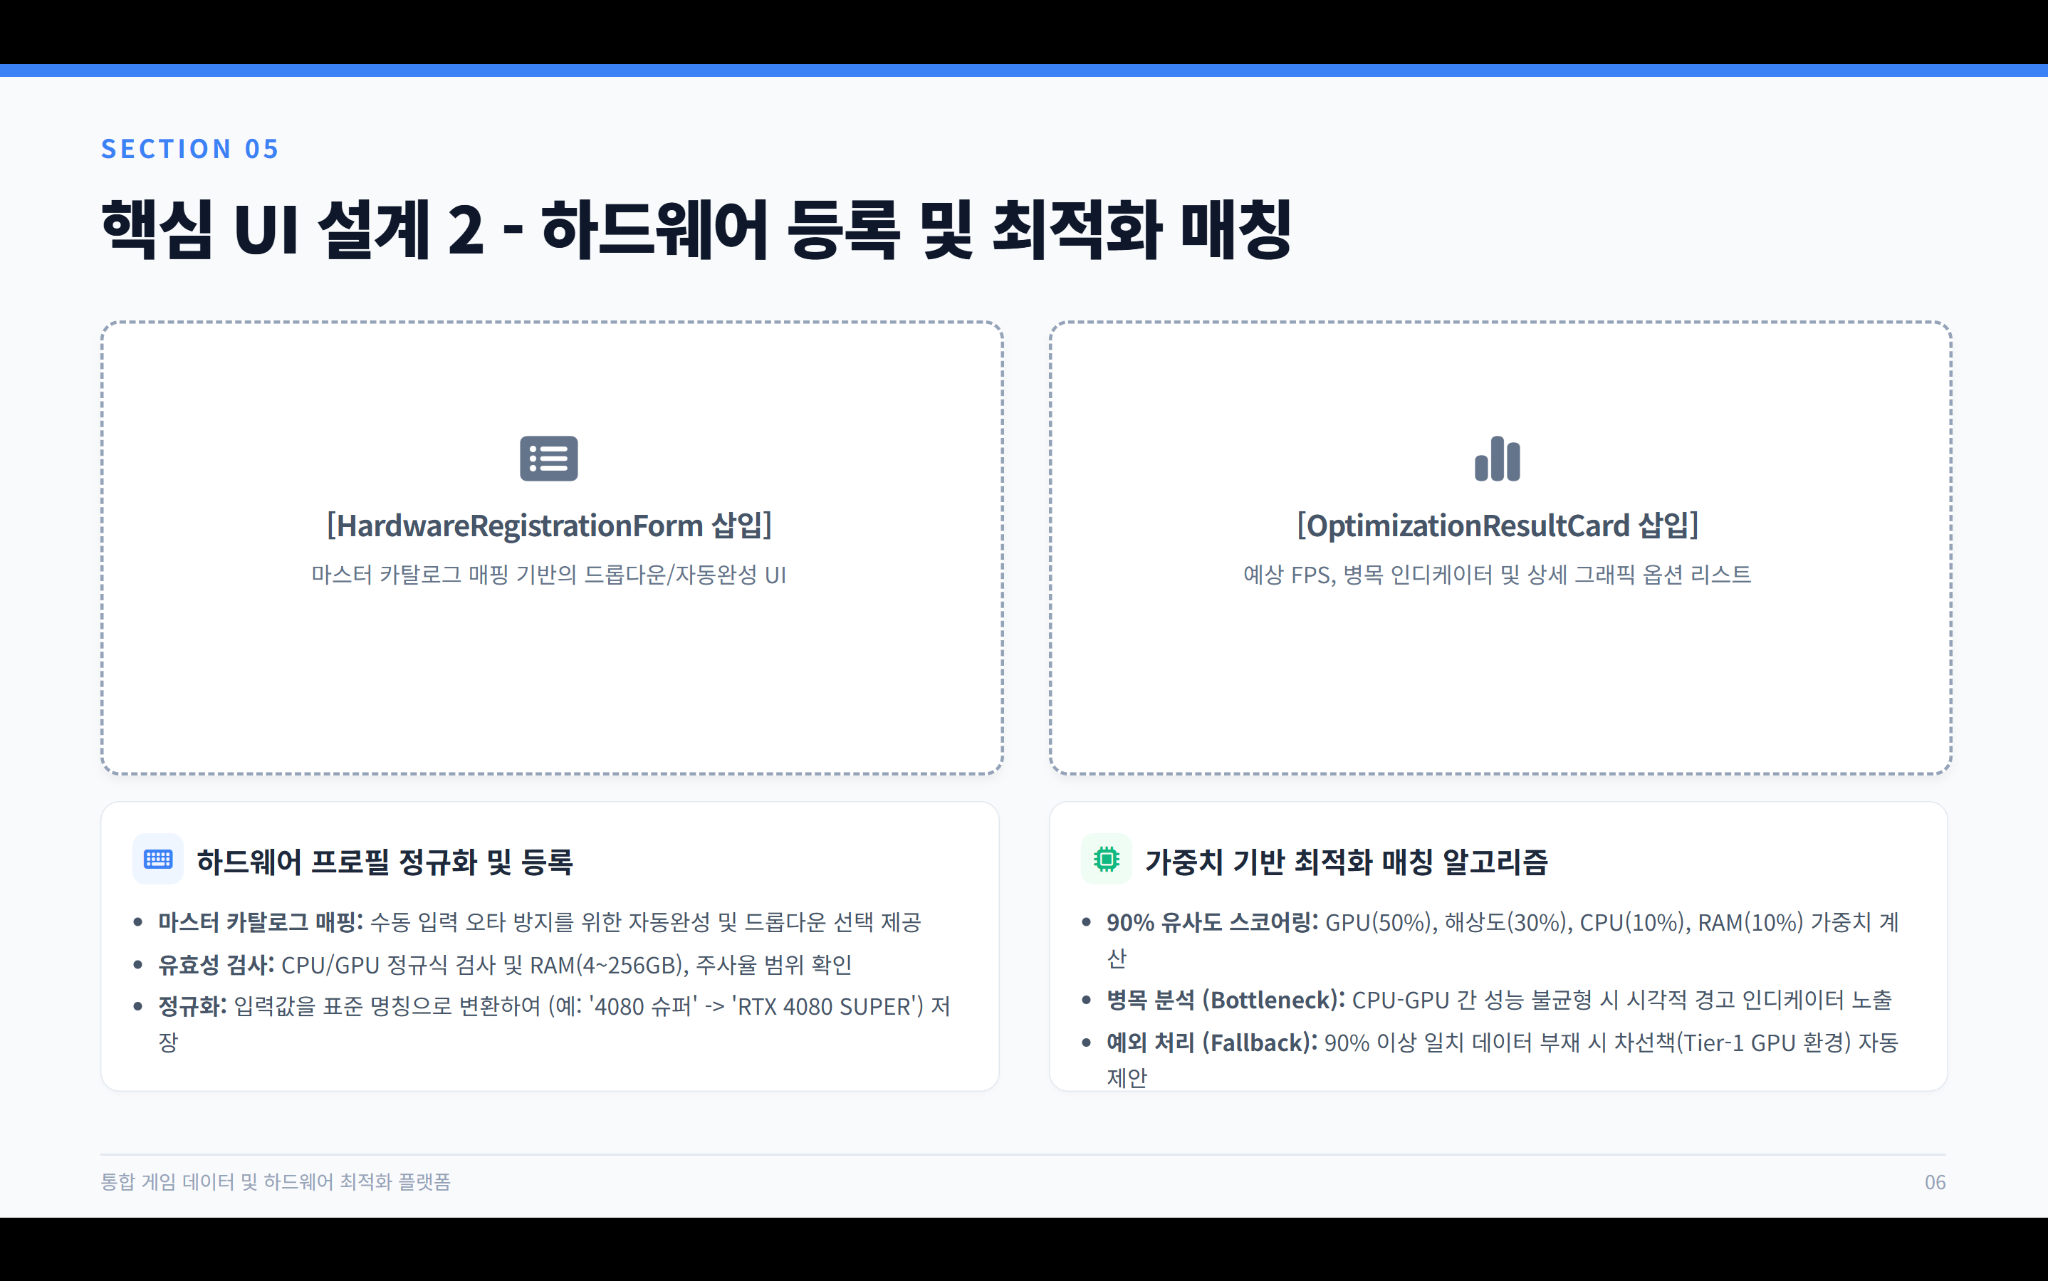 SECTION 05
핵심 UI 설계 2 - 하드웨어 등록 및 최적화 매칭
[HardwareRegistrationForm 삽입]
마스터 카탈로그 매핑 기반의 드롭다운/자동완성 UI
[OptimizationResultCard 삽입]
예상 FPS, 병목 인디케이터 및 상세 그래픽 옵션 리스트
하드웨어 프로필 정규화 및 등록
• 마스터 카탈로그 매핑: 수동 입력 오타 방지를 위한 자동완성 및 드롭다운 선택 제공
• 유효성 검사: CPU/GPU 정규식 검사 및 RAM(4~256GB), 주사율 범위 확인
• 정규화: 입력값을 표준 명칭으로 변환하여 (예: '4080 슈퍼' -> 'RTX 4080 SUPER') 저
장
가중치 기반 최적화 매칭 알고리즘
• 90% 유사도 스코어링: GPU(50%), 해상도(30%), CPU(10%), RAM(10%) 가중치 계
산
• 병목 분석 (Bottleneck): CPU-GPU 간 성능 불균형 시 시각적 경고 인디케이터 노출
• 예외 처리 (Fallback): 90% 이상 일치 데이터 부재 시 차선책(Tier-1 GPU 환경) 자동
제안
통합 게임 데이터 및 하드웨어 최적화 플랫폼
06